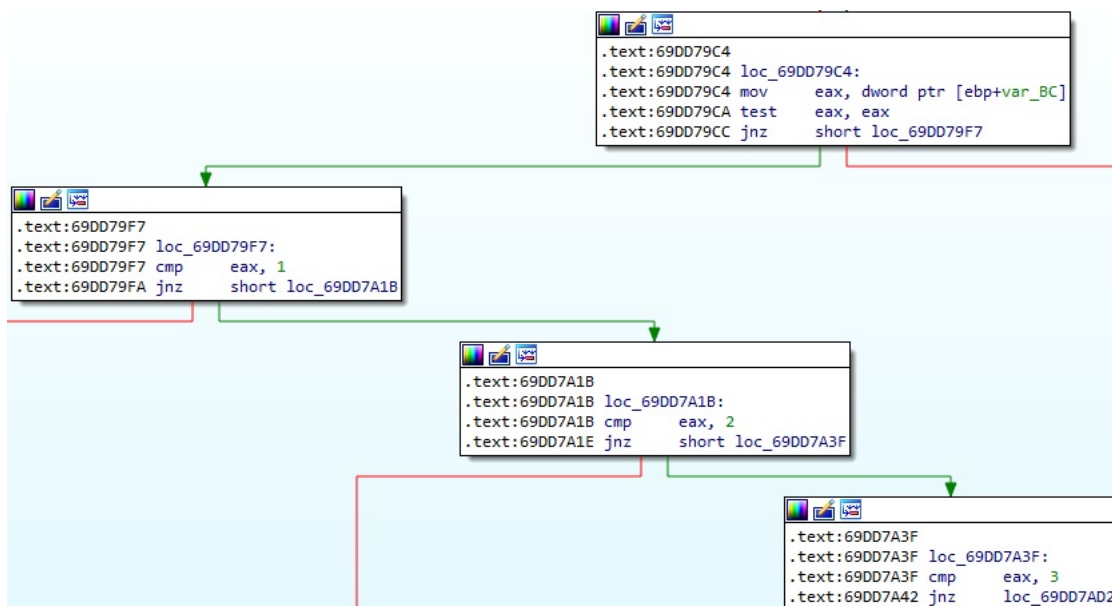 .text:69DD79C4
.text:69DD79C4 loc_69DD79C4:
.text:69DD79C4 mov     eax, dword ptr [ebp+var_BC]
.text:69DD79CA test    eax, eax
.text:69DD79CC jnz     short loc_69DD79F7
.text:69DD79F7
.text:69DD79F7 loc_69DD79F7:
.text:69DD79F7 cmp     eax, 1
.text:69DD79FA jnz     short loc_69DD7A1B
.text:69DD7A1B
.text:69DD7A1B loc_69DD7A1B:
.text:69DD7A1B cmp     eax, 2
.text:69DD7A1E jnz     short loc_69DD7A3F
.text:69DD7A3F
.text:69DD7A3F loc_69DD7A3F:
.text:69DD7A3F cmp     eax, 3
.text:69DD7A42 jnz     loc_69DD7AD2